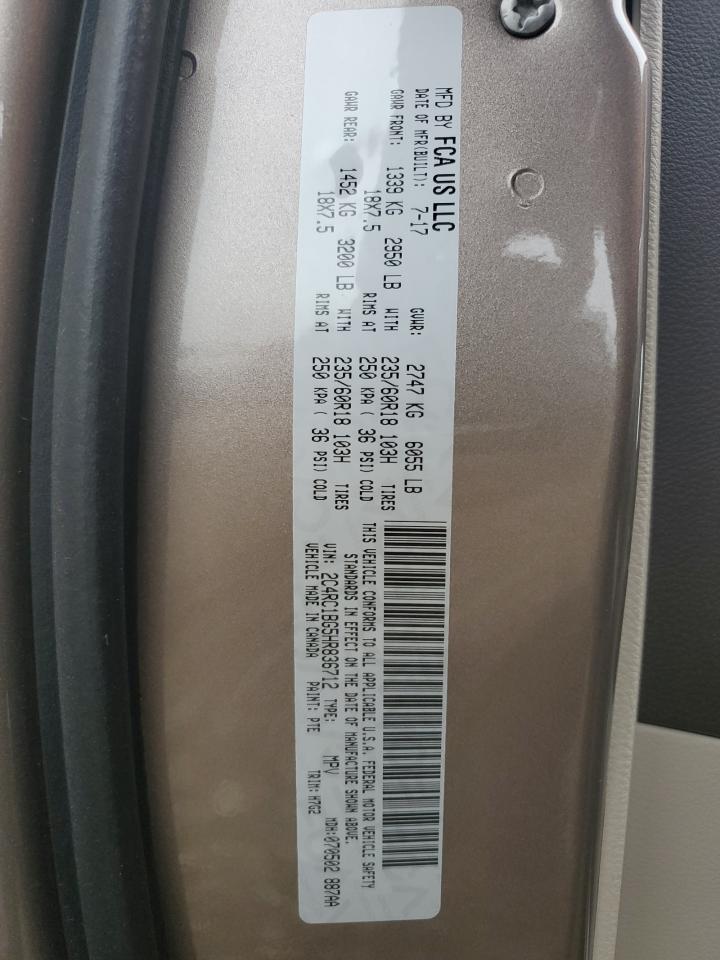 MFD BY FCA US LLC
DATE OF MFR(BUILT): 7-17 GVWR: 2747 KG 6055 LB
GAWR FRONT: 1339 KG 2950 LB WITH 235/60R18 103H TIRES
18X7.5 RIMS AT 250 KPA ( 36 PSI) COLD
GAWR REAR: 1452 KG 3200 LB WITH 235/60R18 103H TIRES
18X7.5 RIMS AT 250 KPA ( 36 PSI) COLD
THIS VEHICLE CONFORMS TO ALL APPLICABLE U.S.A. FEDERAL MOTOR VEHICLE SAFETY
STANDARDS IN EFFECT ON THE DATE OF MANUFACTURE SHOWN ABOVE.
VIN: 2C4RC1BG5HR836712 TYPE: MPV MDH:070502 887AA
VEHICLE MADE IN CANADA PAINT: PTE TRIM: H7G2